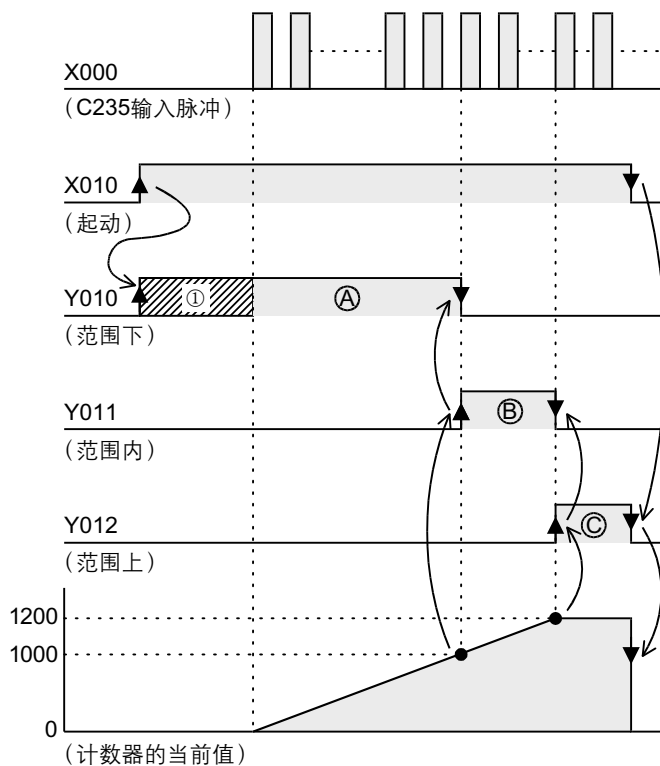 X000
（C235输入脉冲）
X010
（起动）
Y010
①
Ⓐ
（范围下）
Y011
Ⓑ
（范围内）
Y012
Ⓒ
（范围上）
1200
1000
0
（计数器的当前值）